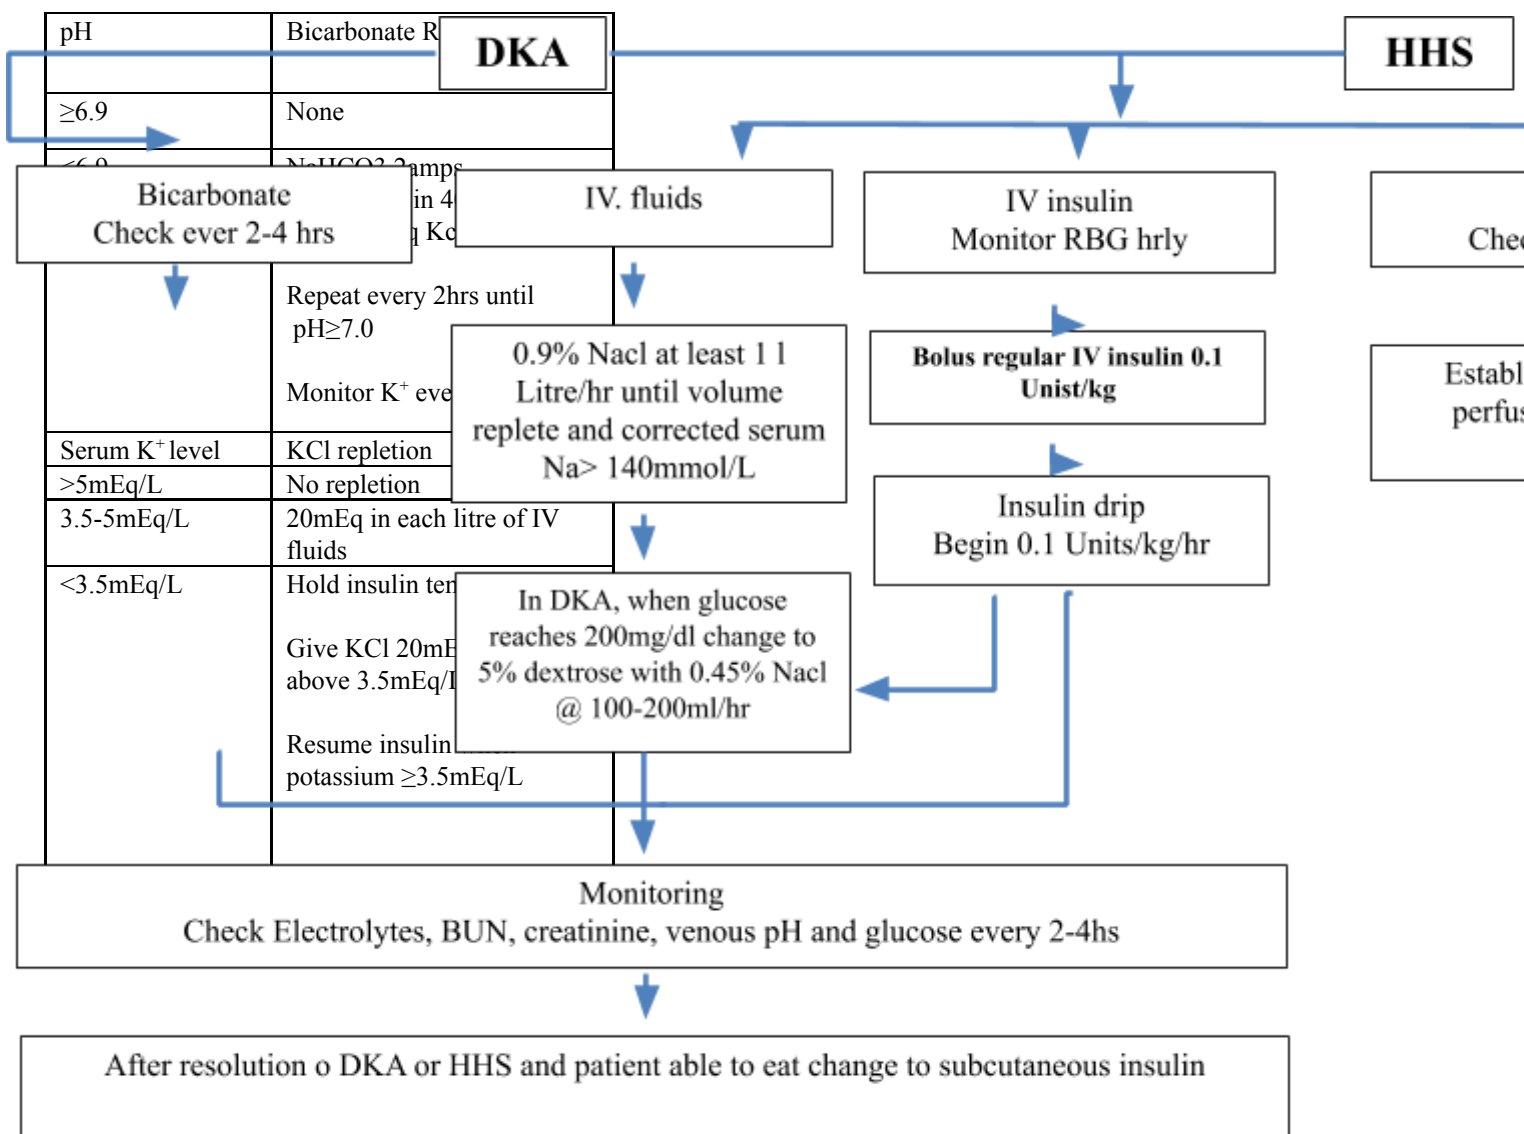 pH
Bicarbonate R
DKA
HHS
≥6.9
None
amps
in 4
Bicarbonate
Check ever 2-4 hrs
IV. fluids
IV insulin
Monitor RBG hrly
Repeat every 2hrs until
pH≥7.0
Monitor K⁺ eve
0.9% Nacl at least 1 l
Litre/hr until volume
replete and corrected serum
Na> 140mmol/L
Bolus regular IV insulin 0.1
Unist/kg
Serum K⁺ level
KCl repletion
>5mEq/L
No repletion
3.5-5mEq/L
20mEq in each litre of IV
fluids
Insulin drip
Begin 0.1 Units/kg/hr
<3.5mEq/L
Hold insulin
Give KCl 20mE
above 3.5mEq/
Resume insulin
potassium ≥3.5mEq/L
In DKA, when glucose
reaches 200mg/dl change to
5% dextrose with 0.45% Nacl
@ 100-200ml/hr
Monitoring
Check Electrolytes, BUN, creatinine, venous pH and glucose every 2-4hs
After resolution o DKA or HHS and patient able to eat change to subcutaneous insulin